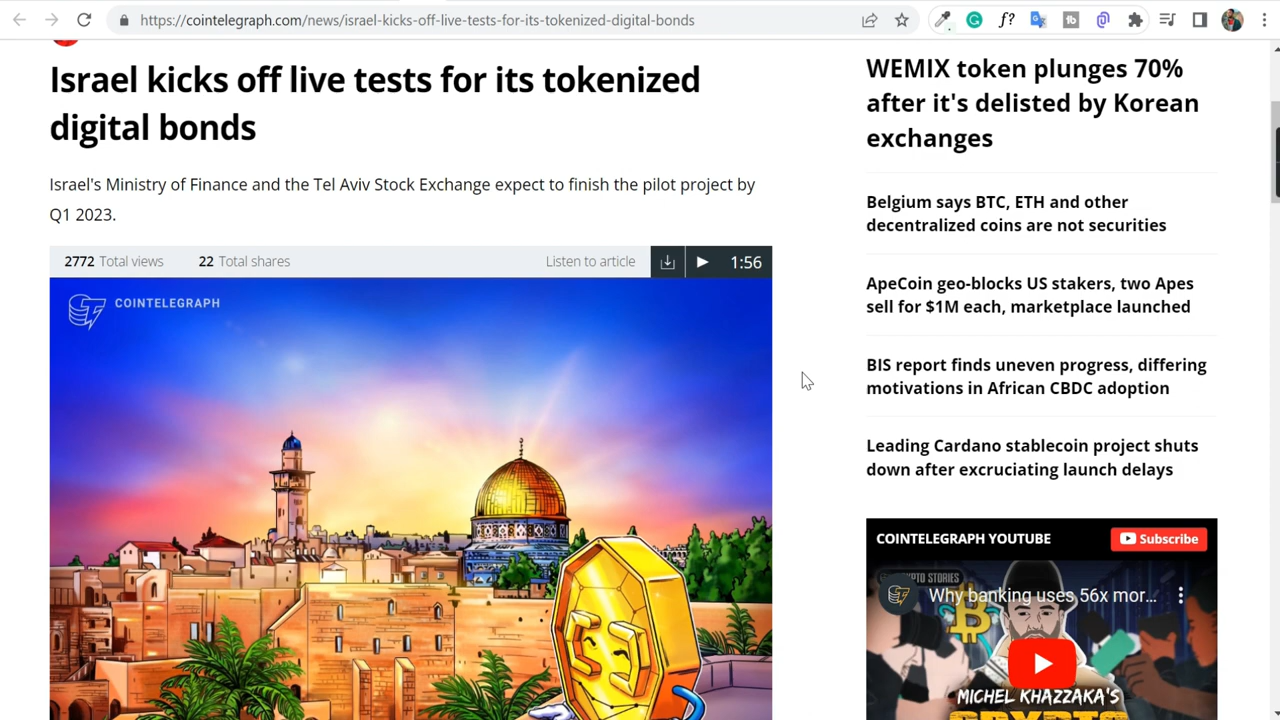 https://cointelegraph.com/news/israel-kicks-off-live-tests-for-its-tokenized-digital-bonds
f?
Israel kicks off live tests for its tokenized
digital bonds
Israel's Ministry of Finance and the Tel Aviv Stock Exchange expect to finish the pilot project by
Q1 2023.
2772 Total views 22 Total shares Listen to article 1:56
COINTELEGRAPH
WEMIX token plunges 70%
after it's delisted by Korean
exchanges
Belgium says BTC, ETH and other
decentralized coins are not securities
ApeCoin geo-blocks US stakers, two Apes
sell for $1M each, marketplace launched
BIS report finds uneven progress, differing
motivations in African CBDC adoption
Leading Cardano stablecoin project shuts
down after excruciating launch delays
COINTELEGRAPH YOUTUBE Subscribe
CRYPTO STORIES
Why banking uses 56x mor...
MICHEL KHAZZAKA'S
CRYPTO